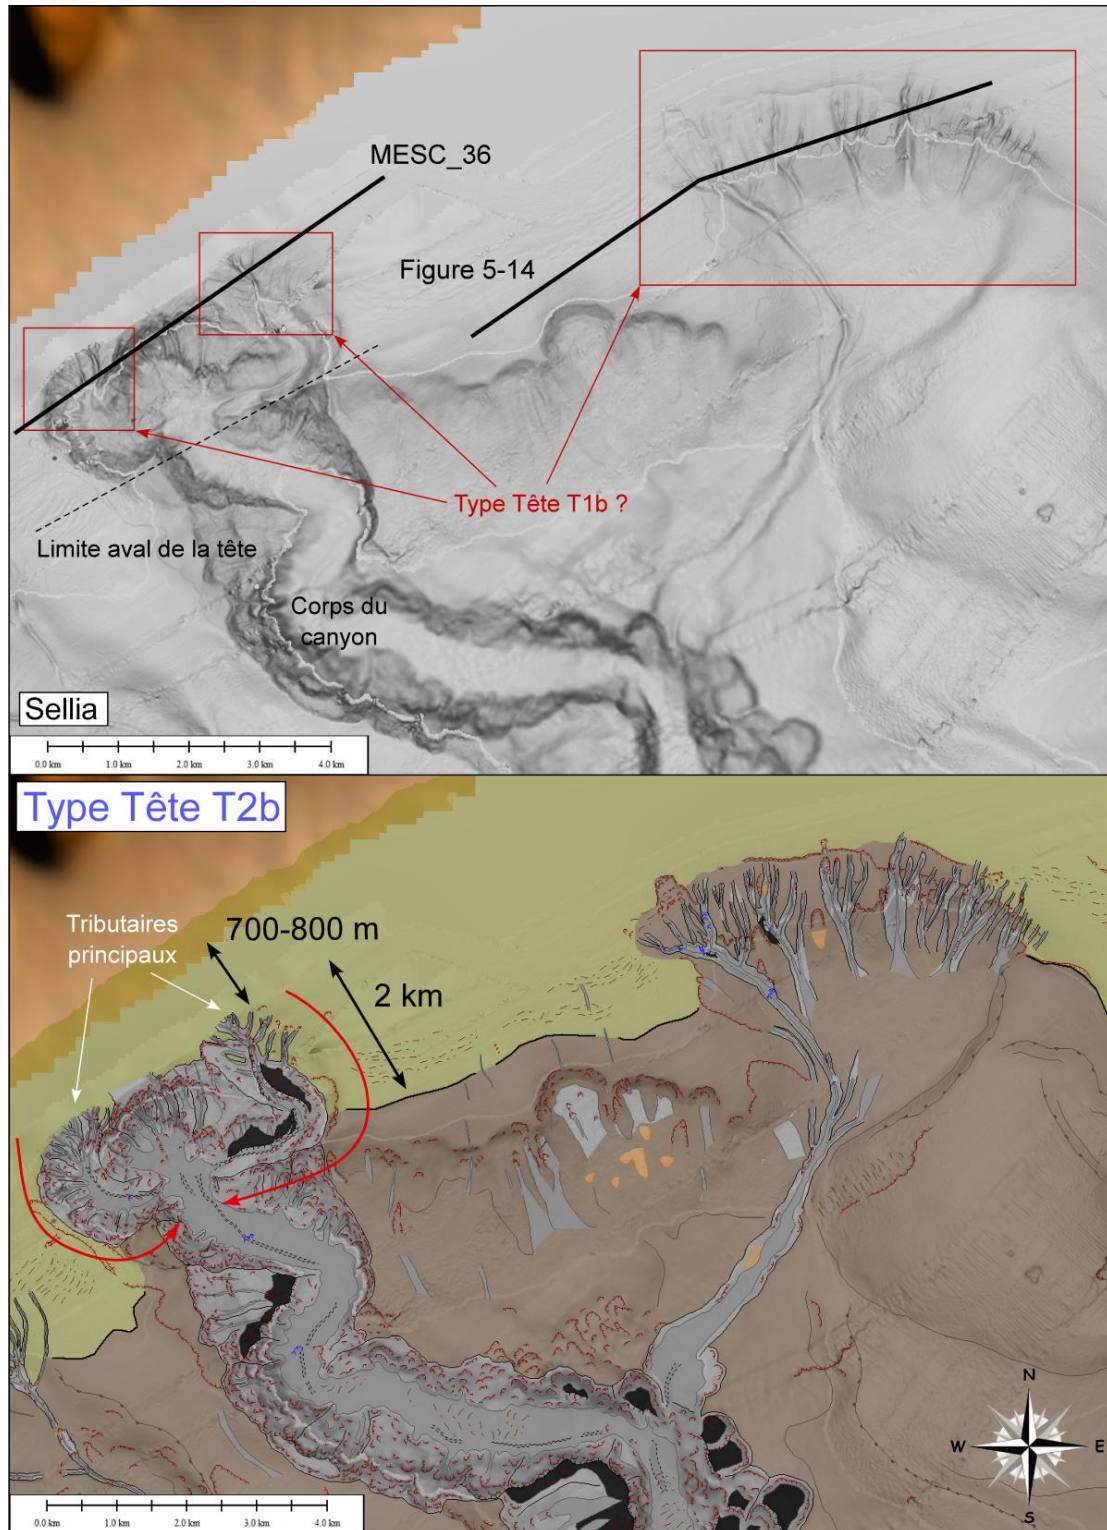 MESC_36
Figure 5-14
Type Tête T1b ?
Limite aval de la tête
Corps du
canyon
Sellia
0.0 km 1.0 km 2.0 km 3.0 km 4.0 km
Type Tête T2b
Tributaires
principaux
700-800 m
2 km
N
W E
S
0.0 km 1.0 km 2.0 km 3.0 km 4.0 km